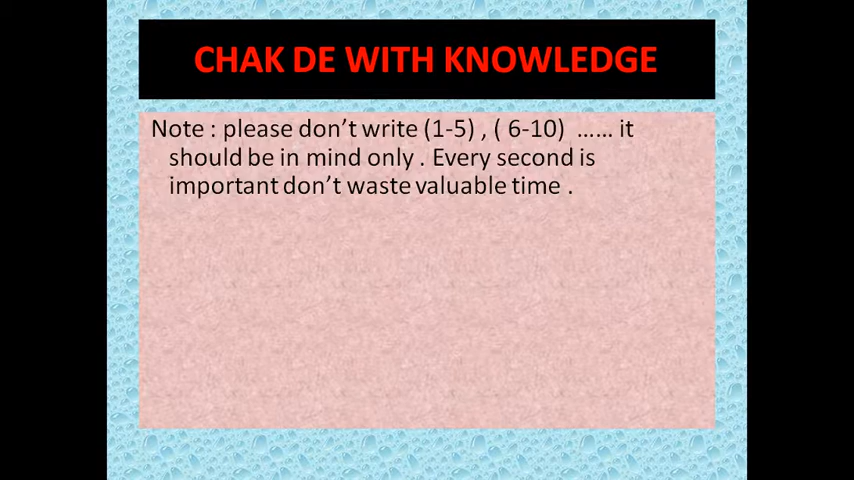 CHAK DE WITH KNOWLEDGE
Note : please don’t write (1-5) , ( 6-10) …… it
should be in mind only . Every second is
important don’t waste valuable time .